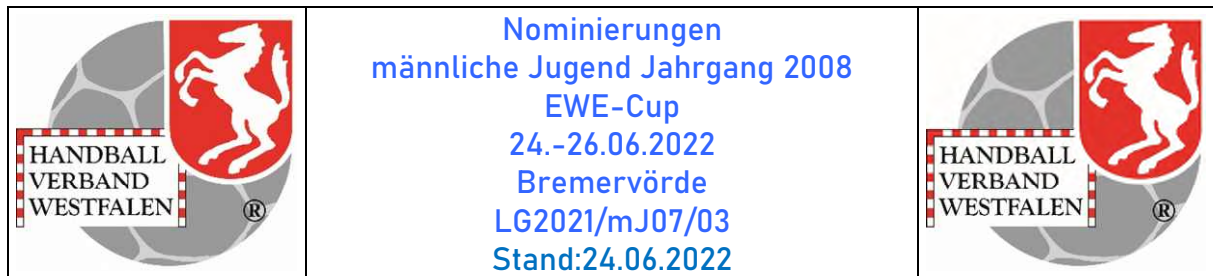 HANDBALL
VERBAND
WESTFALEN
®
Nominierungen
männliche Jugend Jahrgang 2008
EWE-Cup
24.-26.06.2022
Bremervörde
LG2021/mJ07/03
Stand:24.06.2022
HANDBALL
VERBAND
WESTFALEN
®